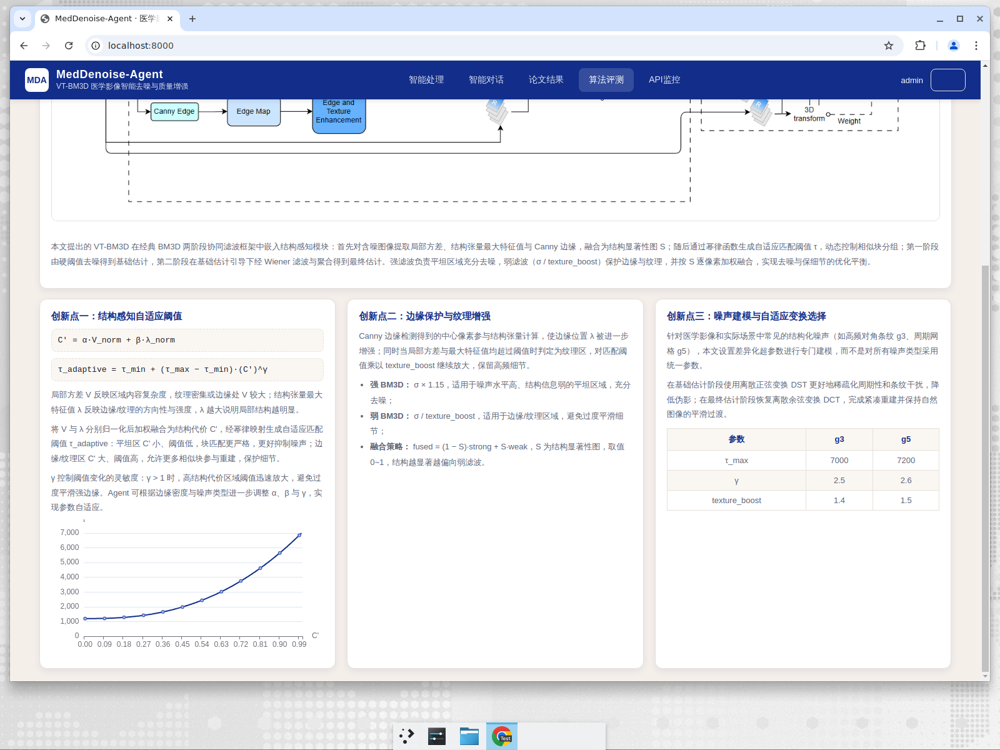 MedDenoise-Agent · 医学
localhost:8000
MDA
MedDenoise-Agent
VT-BM3D 医学影像智能去噪与质量增强
智能处理
智能对话
论文结果
算法评测
API监控
admin
Canny Edge
Edge Map
Edge and
Texture
Enhancement
R
R
3D
transform
Weight
本文提出的 VT-BM3D 在经典 BM3D 两阶段协同滤波框架中嵌入结构感知模块：首先对含噪图像提取局部方差、结构张量最大特征值与 Canny 边缘，融合为结构显著性图 S；随后通过幂律函数生成自适应匹配阈值 τ，动态控制相似块分组；第一阶段
由硬阈值去噪得到基础估计，第二阶段在基础估计引导下经 Wiener 滤波与聚合得到最终估计。强滤波负责平坦区域充分去噪，弱滤波（σ / texture_boost）保护边缘与纹理，并按 S 逐像素加权融合，实现去噪与保细节的优化平衡。
创新点一：结构感知自适应阈值
C' = α·V_norm + β·λ_norm
τ_adaptive = τ_min + (τ_max − τ_min)·(C')^γ
局部方差 V 反映区域内容复杂度，纹理密集或边缘处 V 较大；结构张量最大
特征值 λ 反映边缘/纹理的方向性与强度，λ 越大说明局部结构越明显。
将 V 与 λ 分别归一化后加权融合为结构代价 C'，经幂律映射生成自适应匹配
阈值 τ_adaptive：平坦区 C' 小、阈值低，块匹配更严格，更好抑制噪声；边
缘/纹理区 C' 大、阈值高，允许更多相似块参与重建，保护细节。
γ 控制阈值变化的灵敏度：γ > 1 时，高结构代价区域阈值迅速放大，避免过
度平滑强边缘。Agent 可根据边缘密度与噪声类型进一步调整 α、β 与 γ，实
现参数自适应。
7,000
6,000
5,000
4,000
3,000
2,000
1,000
0
C'
0.00 0.09 0.18 0.27 0.36 0.45 0.54 0.63 0.72 0.81 0.90 0.99
创新点二：边缘保护与纹理增强
Canny 边缘检测得到的中心像素参与结构张量计算，使边缘位置 λ 被进一步
增强；同时当局部方差与最大特征值均超过阈值时判定为纹理区，对匹配阈
值乘以 texture_boost 继续放大，保留高频细节。
• 强 BM3D： σ × 1.15，适用于噪声水平高、结构信息弱的平坦区域，充分
去噪；
• 弱 BM3D： σ / texture_boost，适用于边缘/纹理区域，避免过度平滑细
节；
• 融合策略： fused = (1 − S)·strong + S·weak，S 为结构显著性图，取值
0~1，结构越显著越偏向弱滤波。
创新点三：噪声建模与自适应变换选择
针对医学影像和实际场景中常见的结构化噪声（如高频对角条纹 g3、周期网
格 g5），本文设置差异化超参数进行专门建模，而不是对所有噪声类型采用
统一参数。
在基础估计阶段使用离散正弦变换 DST 更好地稀疏化周期性和条纹干扰，降
低伪影；在最终估计阶段恢复离散余弦变换 DCT，完成紧凑重建并保持自然
图像的平滑过渡。
参数 g3 g5
τ_max 7000 7200
γ 2.5 2.6
texture_boost 1.4 1.5
Test